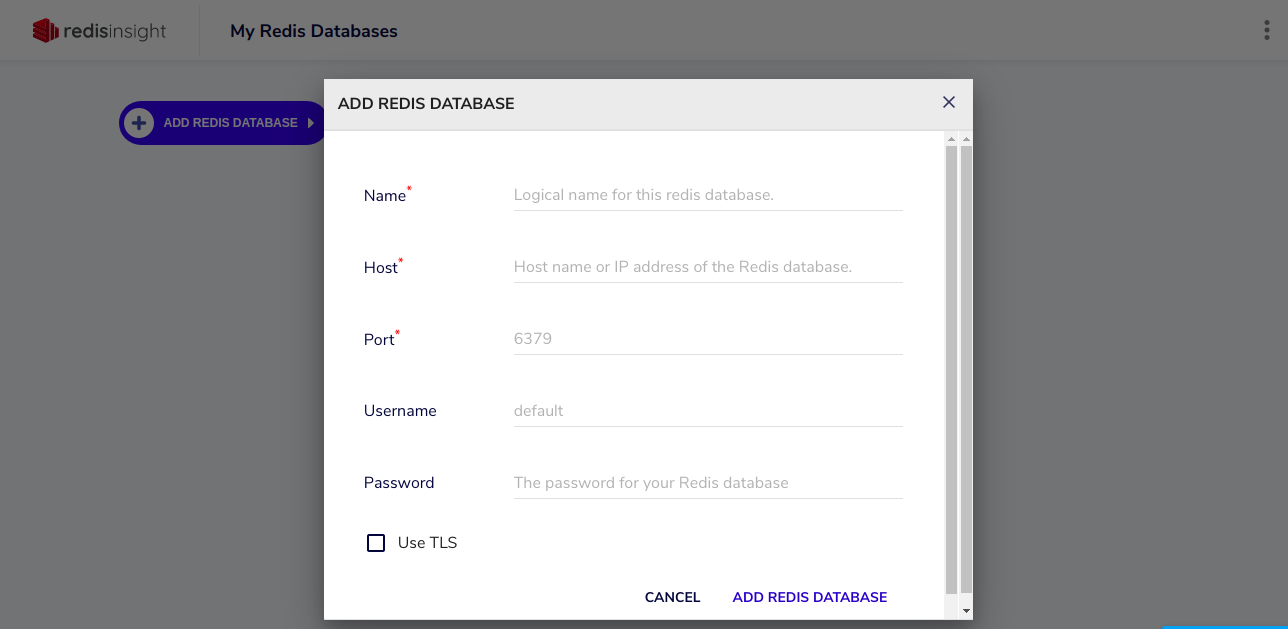 redisinsight
My Redis Databases
ADD REDIS DATABASE
ADD REDIS DATABASE
Name*
Logical name for this redis database.
Host*
Host name or IP address of the Redis database.
Port*
6379
Username
default
Password
The password for your Redis database
Use TLS
CANCEL
ADD REDIS DATABASE